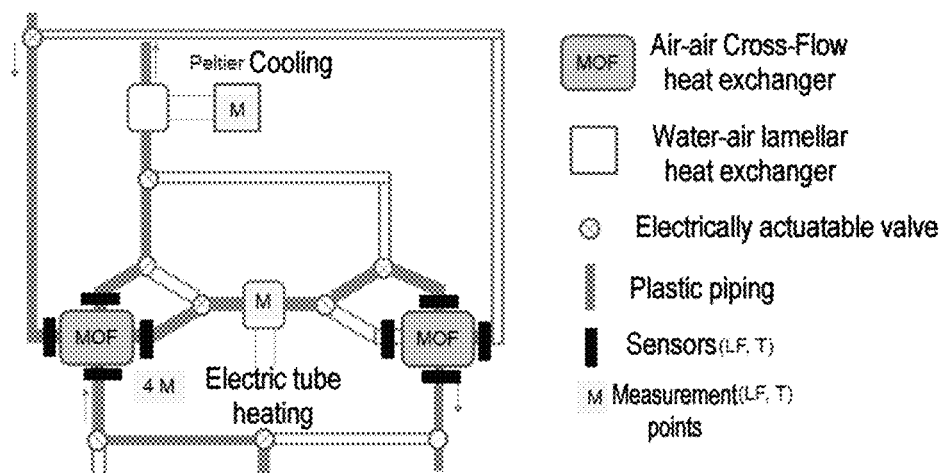 Peltier Cooling
M
M
MOF
MOF
4 M
Electric tube
heating
MOF
Air-air Cross-Flow
heat exchanger
Water-air lamellar
heat exchanger
Electrically actuatable valve
Plastic piping
Sensors(LF, T)
M Measurement(LF, T)
points